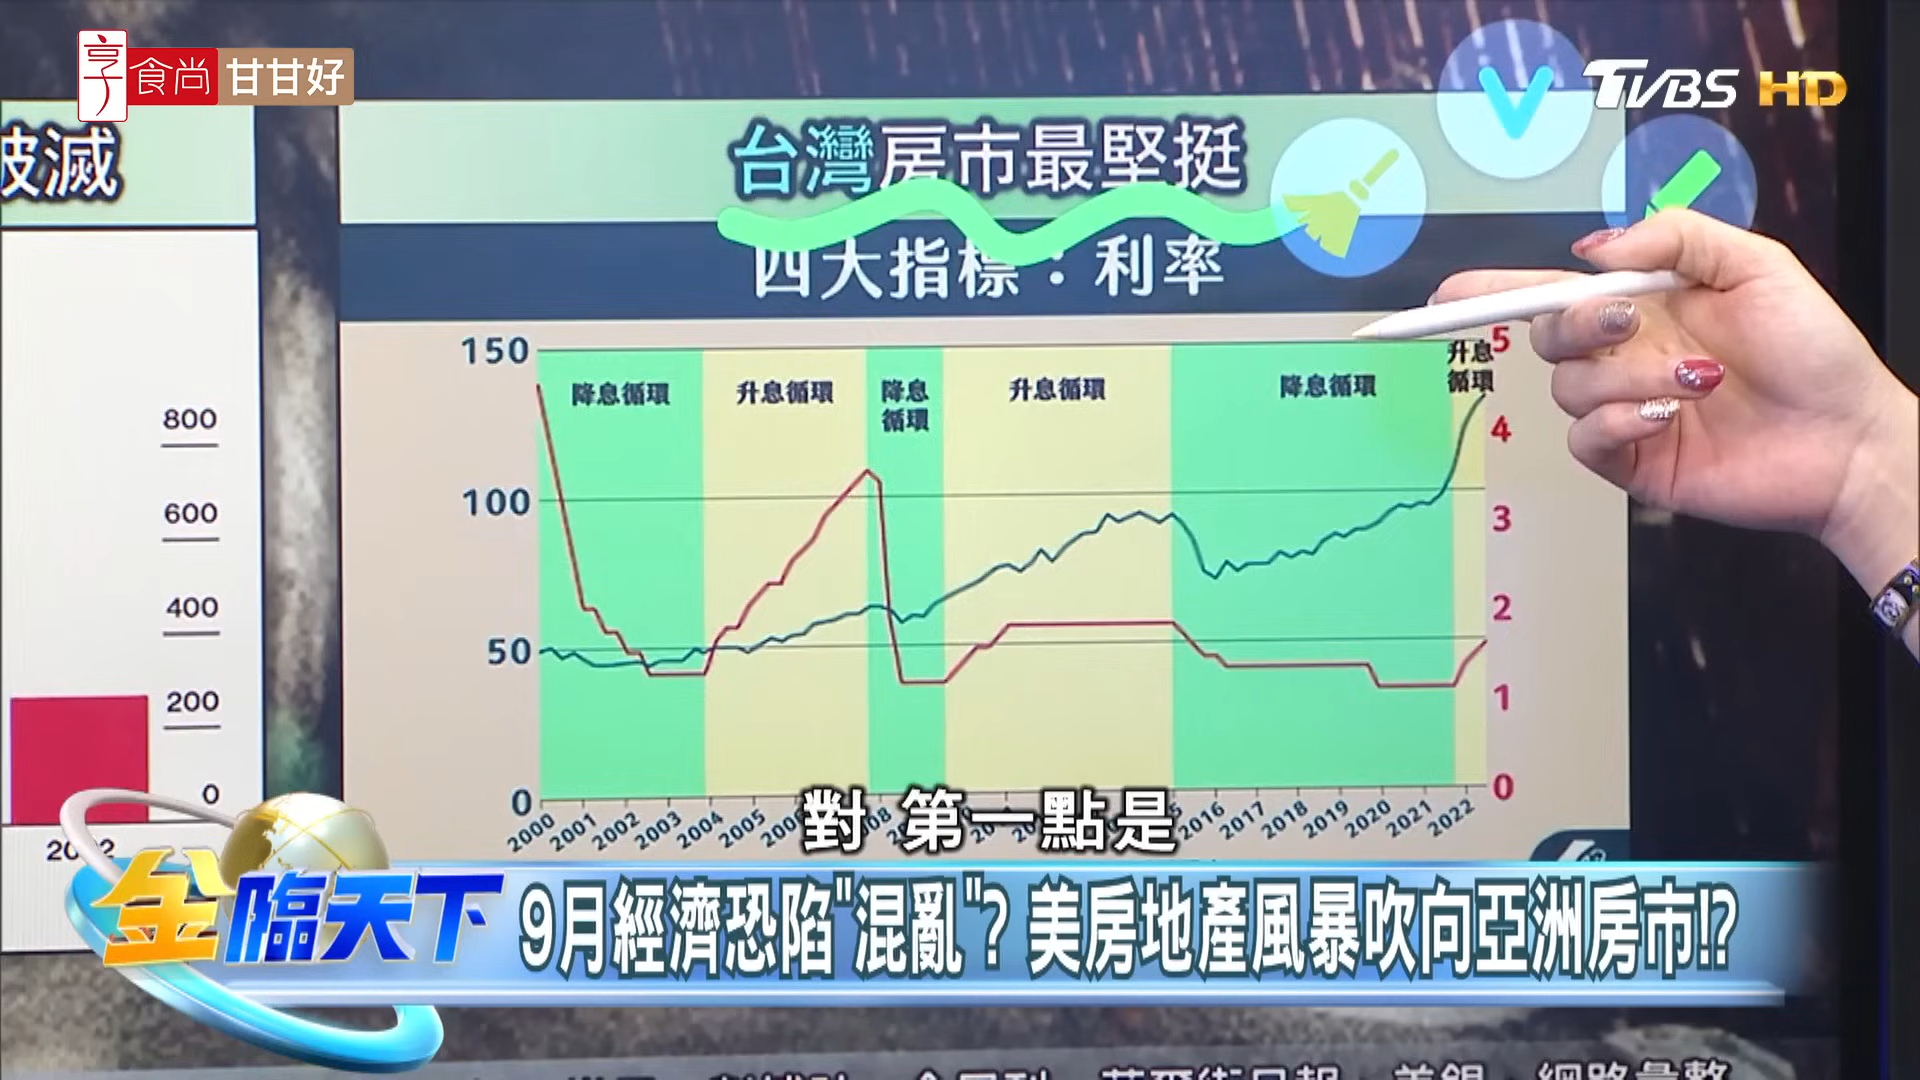 享食尚 甘甘好
TVBS HD
破滅
台灣房市最堅挺
四大指標：利率
150
100
50
0
降息循環
升息循環
降息
循環
升息循環
降息循環
升息
循環
5
4
3
2
1
0
800
600
400
200
0
2000 2001 2002 2003 2004 2005 2016 2017 2018 2019 2020 2021 2022
對 第一點是
金臨天下
9月經濟恐陷"混亂"? 美房地產風暴吹向亞洲房市!?